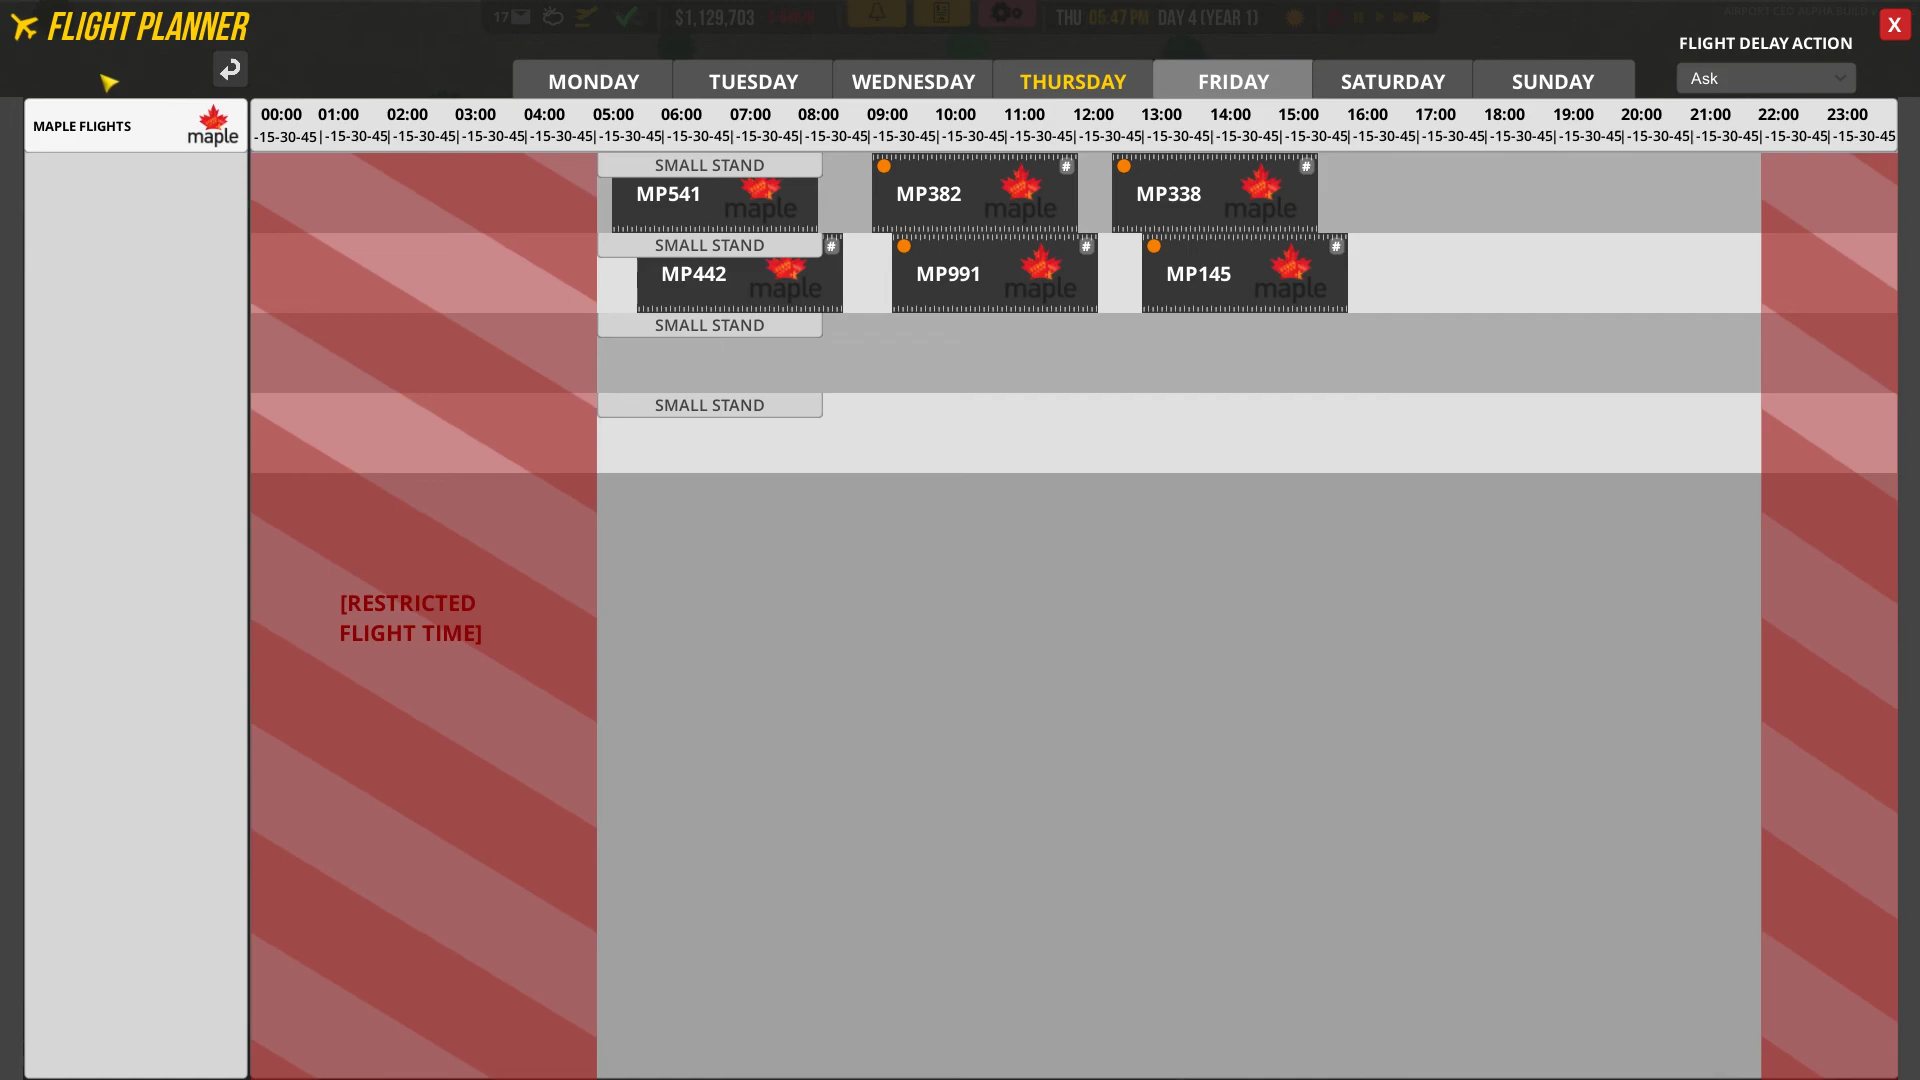 FLIGHT PLANNER
17
$1,129,703
THU 05:47 PM DAY 4 (YEAR 1)
AIRPORT CEO ALPHA BUILD
X
FLIGHT DELAY ACTION
Ask
MONDAY TUESDAY WEDNESDAY THURSDAY FRIDAY SATURDAY SUNDAY
MAPLE FLIGHTS
maple
00:00 01:00 02:00 03:00 04:00 05:00 06:00 07:00 08:00 09:00 10:00 11:00 12:00 13:00 14:00 15:00 16:00 17:00 18:00 19:00 20:00 21:00 22:00 23:00
-15-30-45|-15-30-45|-15-30-45|-15-30-45|-15-30-45|-15-30-45|-15-30-45|-15-30-45|-15-30-45|-15-30-45|-15-30-45|-15-30-45|-15-30-45|-15-30-45|-15-30-45|-15-30-45|-15-30-45|-15-30-45|-15-30-45|-15-30-45|-15-30-45|-15-30-45|-15-30-45|-15-30-45
SMALL STAND
MP541 maple
# MP382 maple
# MP338 maple
SMALL STAND
# MP442 maple
# MP991 maple
# MP145 maple
SMALL STAND
SMALL STAND
[RESTRICTED
FLIGHT TIME]